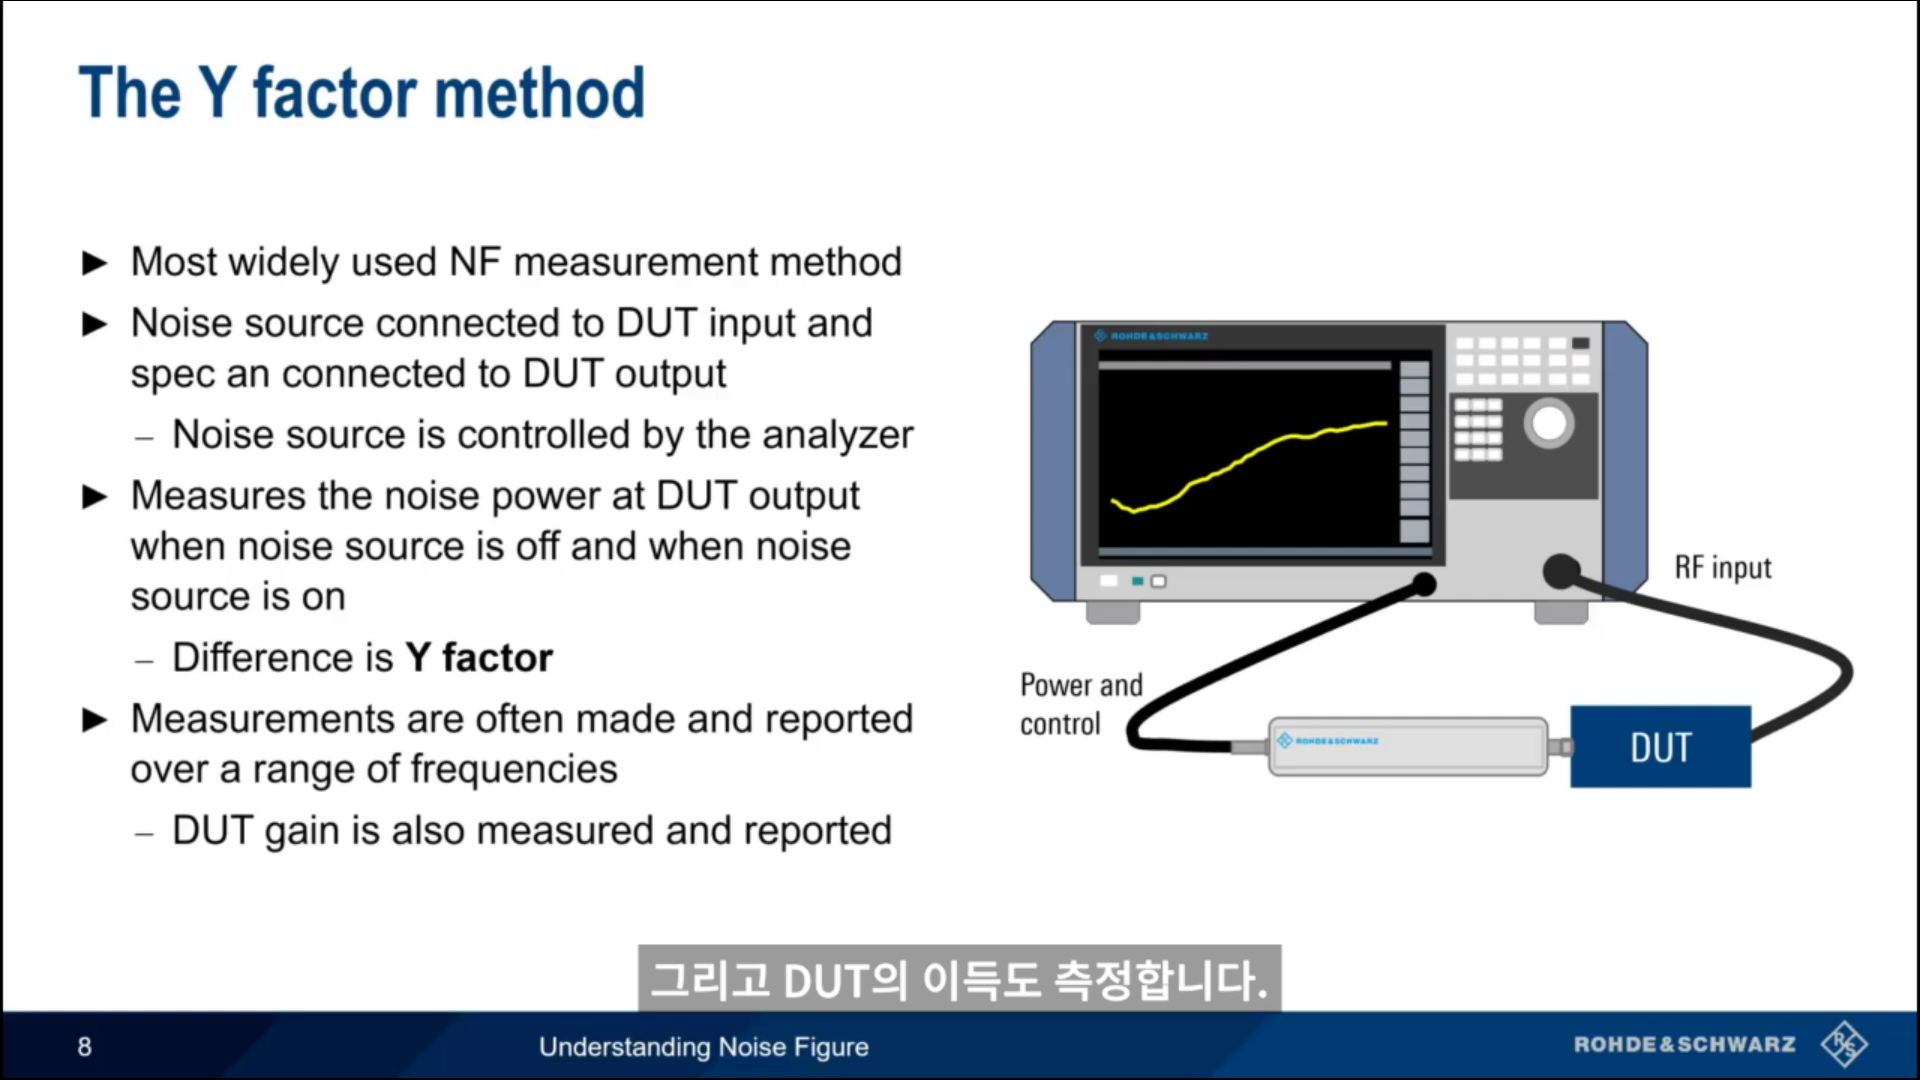 The Y factor method
► Most widely used NF measurement method
► Noise source connected to DUT input and
spec an connected to DUT output
– Noise source is controlled by the analyzer
► Measures the noise power at DUT output
when noise source is off and when noise
source is on
– Difference is Y factor
► Measurements are often made and reported
over a range of frequencies
– DUT gain is also measured and reported
ROHDE&SCHWARZ
RF input
Power and
control
ROHDE&SCHWARZ
DUT
그리고 DUT의 이득도 측정합니다.
8
Understanding Noise Figure
ROHDE&SCHWARZ
R&S